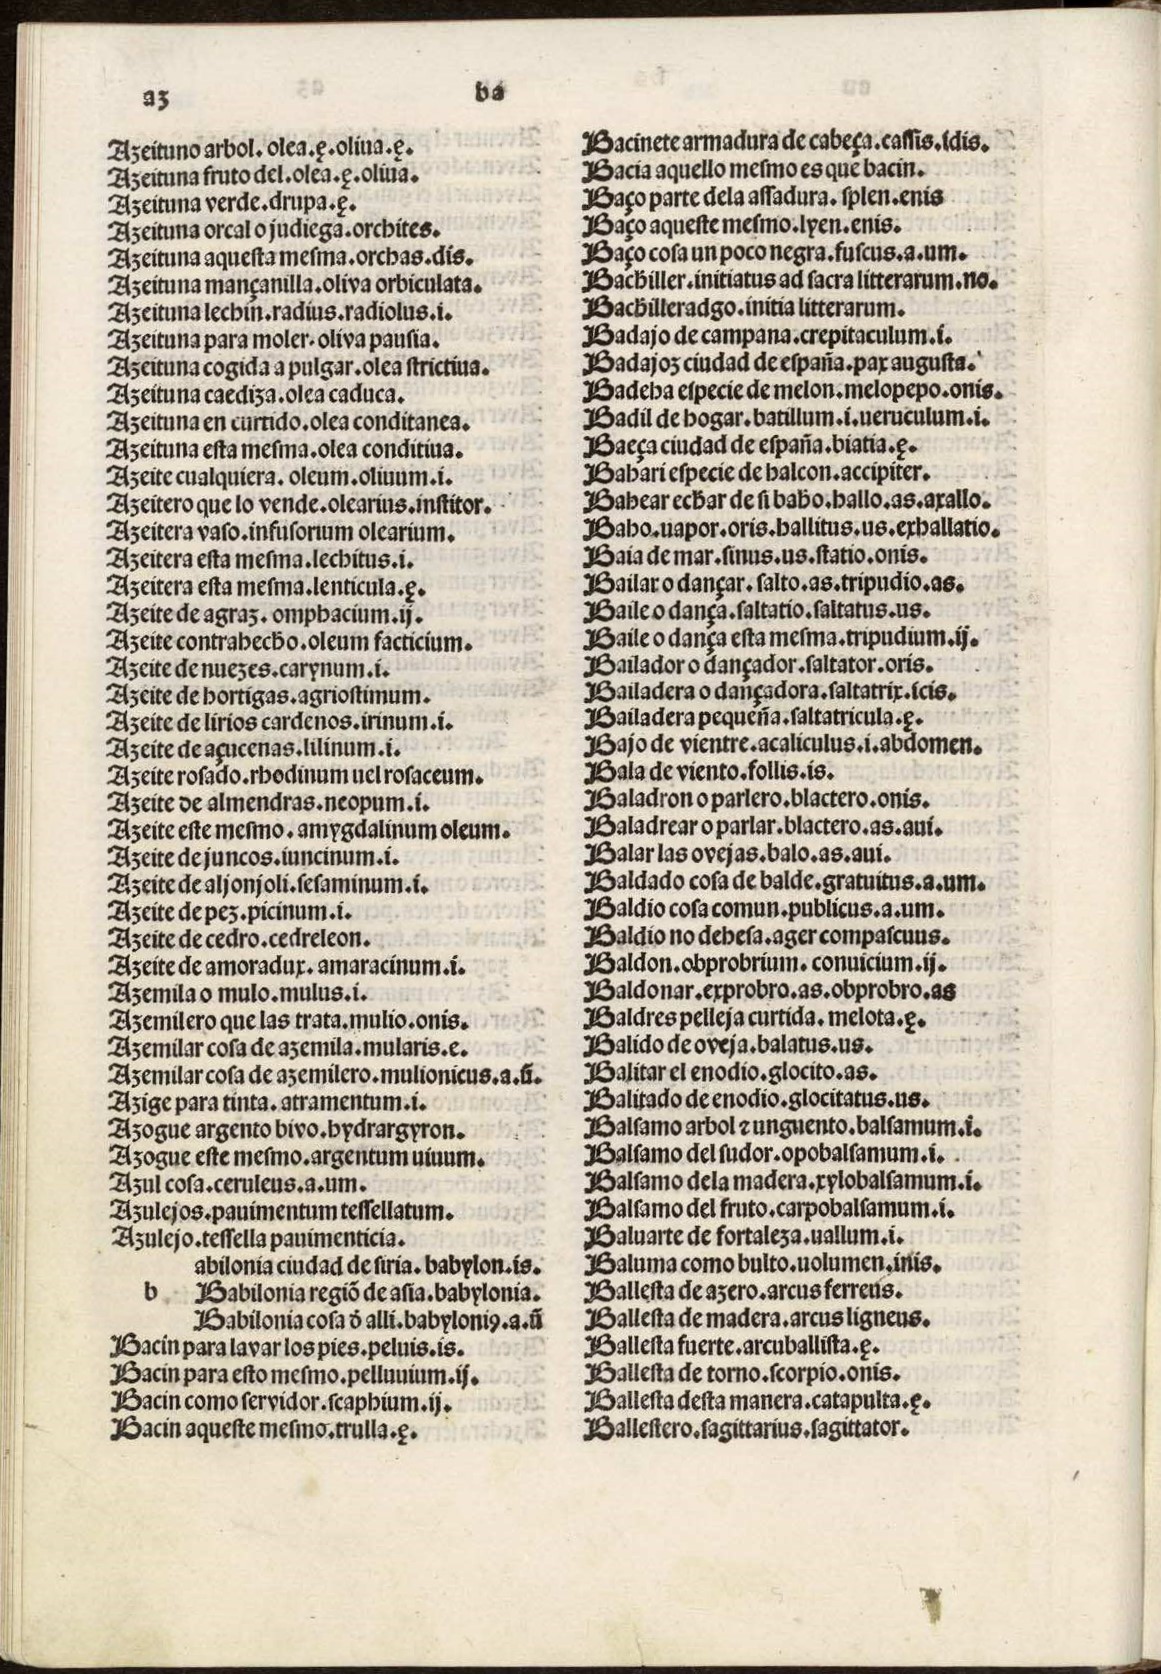 az
ba
Azeituno arbol. olea.ę.oliua.ę.
Azeituna fruto del.olea.ę.oliua.
Azeituna verde.drupa.ę.
Azeituna orcal o judiega.orchites.
Azeituna aquesta mesma.orchas.dis.
Azeituna mançanilla.oliva orbiculata.
Azeituna lechin.radius.radiolus.i.
Azeituna para moler.oliva pausia.
Azeituna cogida a pulgar.olea strictiua.
Azeituna caediza.olea caduca.
Azeituna en curtido.olea conditanea.
Azeituna esta mesma.olea conditiua.
Azeite cualquiera. oleum.oliuum.i.
Azeitero que lo vende.olearius.institor.
Azeitera vaso.infusorium olearium.
Azeitera esta mesma.lechitus.i.
Azeitera esta mesma.lenticula.ę.
Azeite de agraz. omphacium.ij.
Azeite contrahecho.oleum facticium.
Azeite de nuezes.carynum.i.
Azeite de hortigas.agriostimum.
Azeite de lirios cardenos.irinum.i.
Azeite de açucenas.lilinum.i.
Azeite rosado.rhodinum uel rosaceum.
Azeite de almendras.neopum.i.
Azeite este mesmo.amygdalinum oleum.
Azeite de juncos.iuncinum.i.
Azeite de aljonjoli.sesaminum.i.
Azeite de pez.picinum.i.
Azeite de cedro.cedreleon.
Azeite de amoradux. amaracinum.i.
Azemila o mulo.mulus.i.
Azemilero que las trata.mulio.onis.
Azemilar cosa de azemila.mularis.e.
Azemilar cosa de azemilero.mulionicus.a.ū.
Azige para tinta. atramentum.i.
Azogue argento bivo.hydrargyron.
Azogue este mesmo.argentum uiuum.
Azul cosa.ceruleus.a.um.
Azulejos.pauimentum tessellatum.
Azulejo.tessella pauimenticia.
abilonia ciudad de siria. babylon.is.
b Babilonia regiō de asia.babylonia.
Babilonia cosa đ alli.babyloniꝰ.a.ū
Bacin para lavar los pies.peluis.is.
Bacin para esto mesmo.pelluuium.ij.
Bacin como servidor.scaphium.ij.
Bacin aqueste mesmo.trulla.ę.
Bacinete armadura de cabeça.cassis.idis.
Bacia aquello mesmo es que bacin.
Baço parte dela assadura. splen.enis
Baço aqueste mesmo.lyen.enis.
Baço cosa un poco negra.fuscus.a.um.
Bachiller.initiatus ad sacra litterarum.no.
Bachilleradgo.initia litterarum.
Badajo de campana.crepitaculum.i.
Badajoz ciudad de españa.pax augusta.
Badeha especie de melon.melopepo.onis.
Badil de hogar.batillum.i.ueruculum.i.
Baeça ciudad de españa.biatia.ę.
Bahari especie de halcon.accipiter.
Bahear echar de si baho.hallo.as.axallo.
Baho.uapor.oris.hallitus.us.exhallatio.
Baia de mar.sinus.us.statio.onis.
Bailar o dançar.salto.as.tripudio.as.
Baile o dança.saltatio.saltatus.us.
Baile o dança esta mesma.tripudium.ij.
Bailador o dançador.saltator.oris.
Bailadera o dançadora.saltatrix.icis.
Bailadera pequeña.saltatricula.ę.
Bajo de vientre.acaliculus.i.abdomen.
Bala de viento.follis.is.
Baladron o parlero.blactero.onis.
Baladrear o parlar.blactero.as.aui.
Balar las ovejas.balo.as.aui.
Baldado cosa de balde.gratuitus.a.um.
Baldio cosa comun.publicus.a.um.
Baldio no dehesa.ager compascuus.
Baldon.obprobrium. conuicium.ij.
Baldonar.exprobro.as.obprobro.as
Baldres pelleja curtida. melota.ę.
Balido de oveja.balatus.us.
Balitar el enodio.glocito.as.
Balitado de enodio.glocitatus.us.
Balsamo arbol ⁊ unguento.balsamum.i.
Balsamo del sudor.opobalsamum.i.
Balsamo dela madera.xylobalsamum.i.
Balsamo del fruto.carpobalsamum.i.
Baluarte de fortaleza.uallum.i.
Baluma como bulto.uolumen.inis.
Ballesta de azero.arcus ferreus.
Ballesta de madera.arcus ligneus.
Ballesta fuerte.arcuballista.ę.
Ballesta de torno.scorpio.onis.
Ballesta desta manera.catapulta.ę.
Ballestero.sagittarius.sagittator.